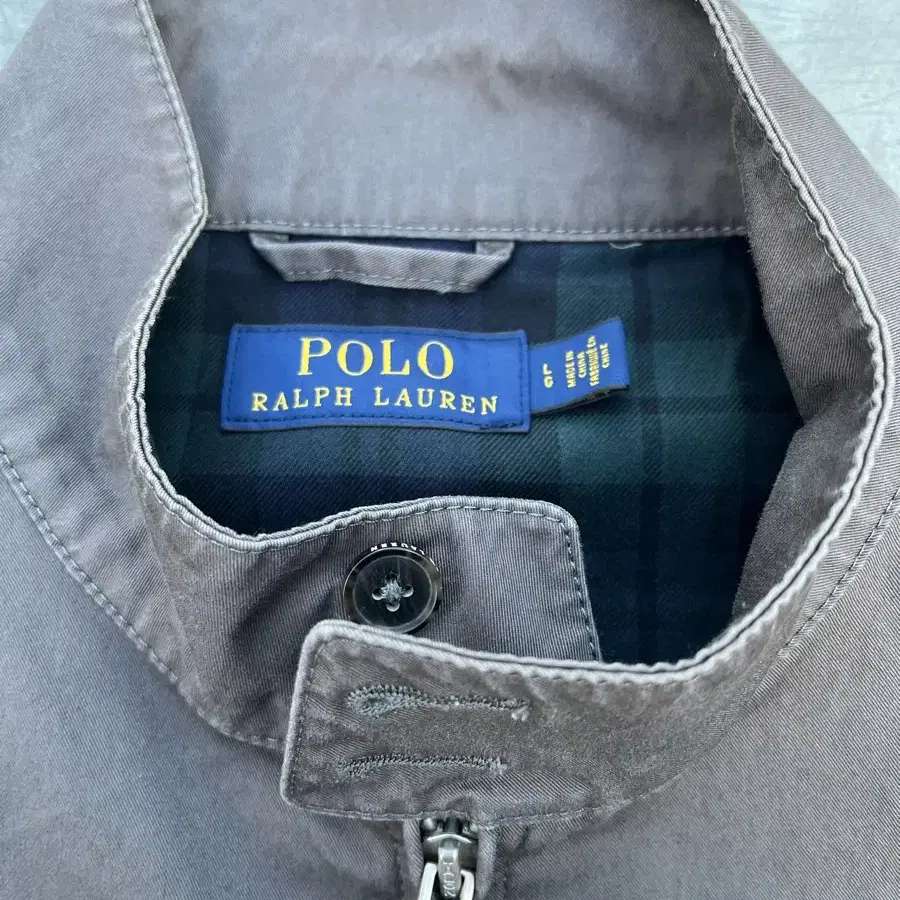 POLO
RALPH LAUREN
MADE IN
CHINA
FABRIQUÉ EN
CHINE